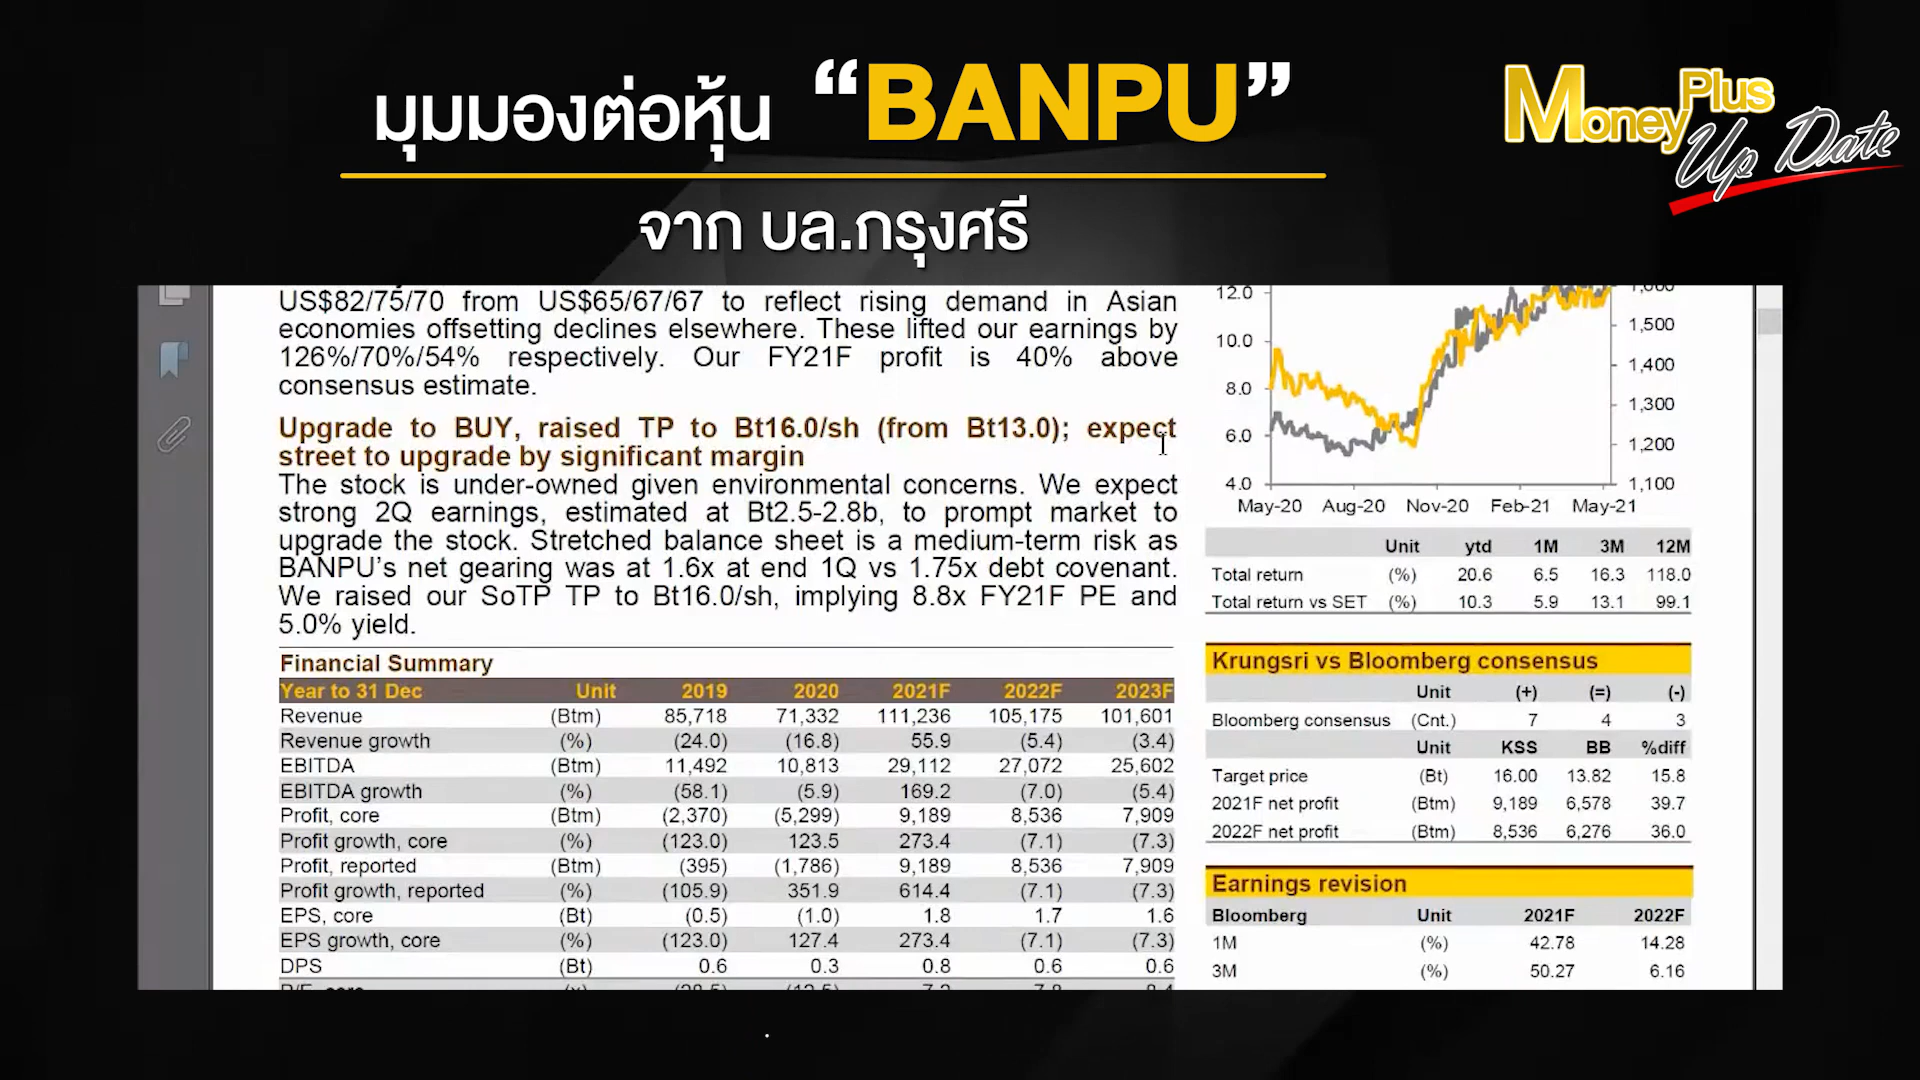 มุมมองต่อหุ้น “BANPU”
จาก บล.กรุงศรี
Money Plus
Up Date
US$82/75/70 from US$65/67/67 to reflect rising demand in Asian
economies offsetting declines elsewhere. These lifted our earnings by
126%/70%/54% respectively. Our FY21F profit is 40% above
consensus estimate.
Upgrade to BUY, raised TP to Bt16.0/sh (from Bt13.0); expect
street to upgrade by significant margin
The stock is under-owned given environmental concerns. We expect
strong 2Q earnings, estimated at Bt2.5-2.8b, to prompt market to
upgrade the stock. Stretched balance sheet is a medium-term risk as
BANPU’s net gearing was at 1.6x at end 1Q vs 1.75x debt covenant.
We raised our SoTP TP to Bt16.0/sh, implying 8.8x FY21F PE and
5.0% yield.
Financial Summary
Year to 31 Dec Unit 2019 2020 2021F 2022F 2023F
Revenue (Btm) 85,718 71,332 111,236 105,175 101,601
Revenue growth (%) (24.0) (16.8) 55.9 (5.4) (3.4)
EBITDA (Btm) 11,492 10,813 29,112 27,072 25,602
EBITDA growth (%) (58.1) (5.9) 169.2 (7.0) (5.4)
Profit, core (Btm) (2,370) (5,299) 9,189 8,536 7,909
Profit growth, core (%) (123.0) 123.5 273.4 (7.1) (7.3)
Profit, reported (Btm) (395) (1,786) 9,189 8,536 7,909
Profit growth, reported (%) (105.9) 351.9 614.4 (7.1) (7.3)
EPS, core (Bt) (0.5) (1.0) 1.8 1.7 1.6
EPS growth, core (%) (123.0) 127.4 273.4 (7.1) (7.3)
DPS (Bt) 0.6 0.3 0.8 0.6 0.6
12.0
10.0 1,500
8.0 1,400
6.0 1,300
4.0 1,200
1,100
May-20 Aug-20 Nov-20 Feb-21 May-21
Unit ytd 1M 3M 12M
Total return (%) 20.6 6.5 16.3 118.0
Total return vs SET (%) 10.3 5.9 13.1 99.1
Krungsri vs Bloomberg consensus
Unit (+) (=) (-)
Bloomberg consensus (Cnt.) 7 4 3
Unit KSS BB %diff
Target price (Bt) 16.00 13.82 15.8
2021F net profit (Btm) 9,189 6,578 39.7
2022F net profit (Btm) 8,536 6,276 36.0
Earnings revision
Bloomberg Unit 2021F 2022F
1M (%) 42.78 14.28
3M (%) 50.27 6.16